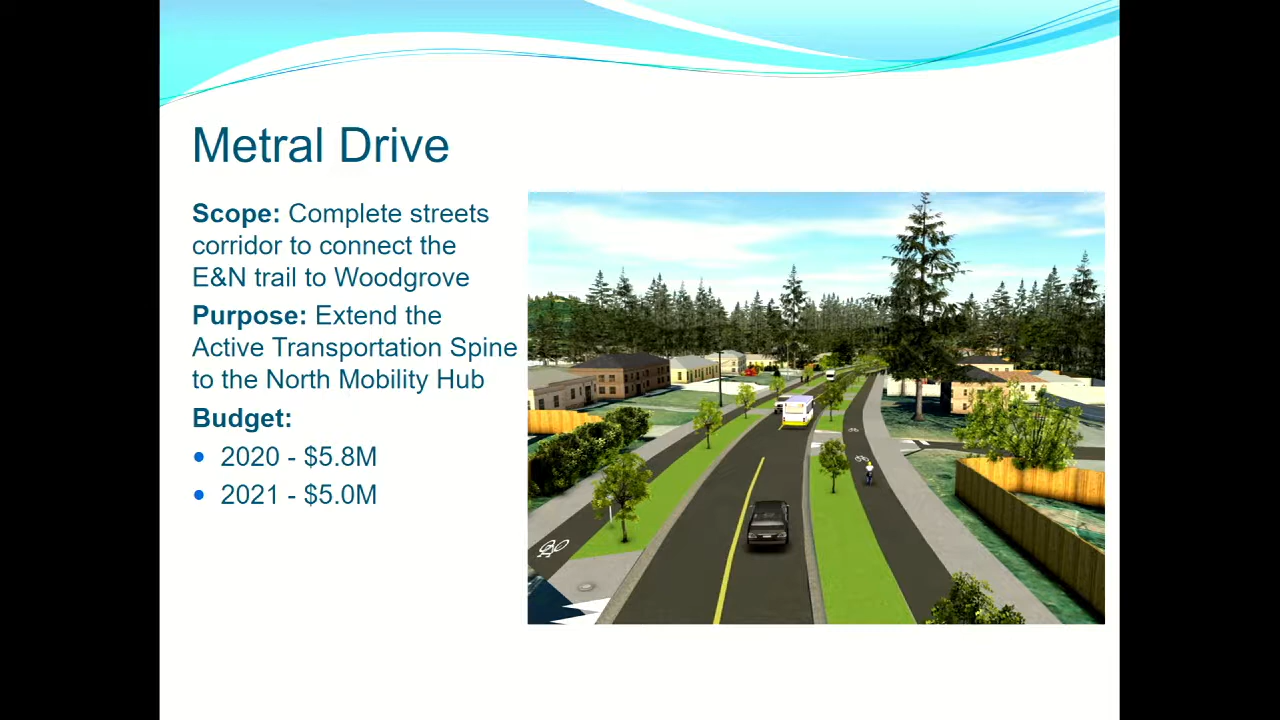 Metral Drive
Scope: Complete streets
corridor to connect the
E&N trail to Woodgrove
Purpose: Extend the
Active Transportation Spine
to the North Mobility Hub
Budget:
• 2020 - $5.8M
• 2021 - $5.0M